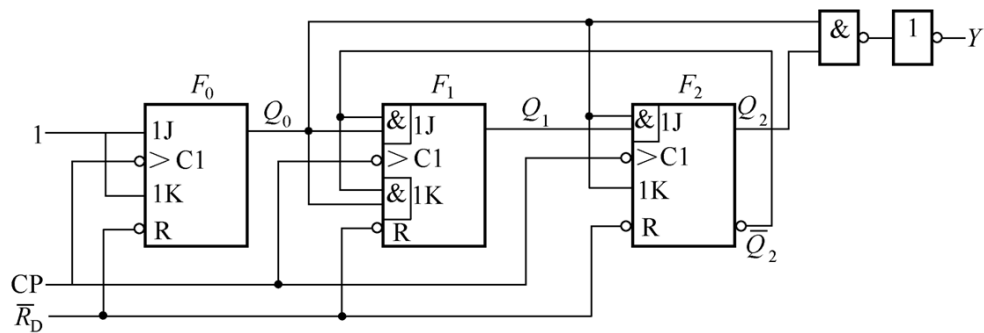 & 1 Y
F₀ F₁ F₂
Q₀ Q₁ Q₂
1 1J & 1J & 1J
> C1 > C1 > C1
1K & 1K 1K
R R R
Q̅₂
CP
R̅_D